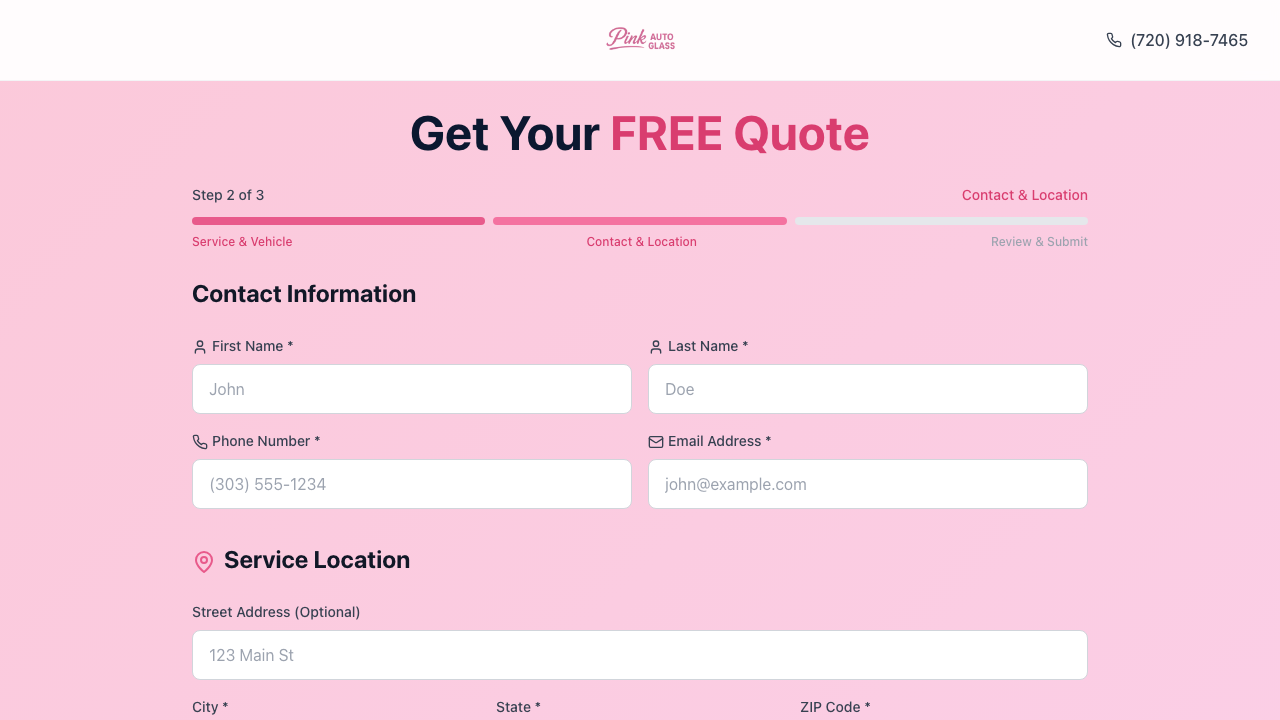 Pink AUTO GLASS
(720) 918-7465
Get Your FREE Quote
Step 2 of 3
Contact & Location
Service & Vehicle
Contact & Location
Review & Submit
Contact Information
First Name *
Last Name *
John
Doe
Phone Number *
Email Address *
(303) 555-1234
john@example.com
Service Location
Street Address (Optional)
123 Main St
City *
State *
ZIP Code *